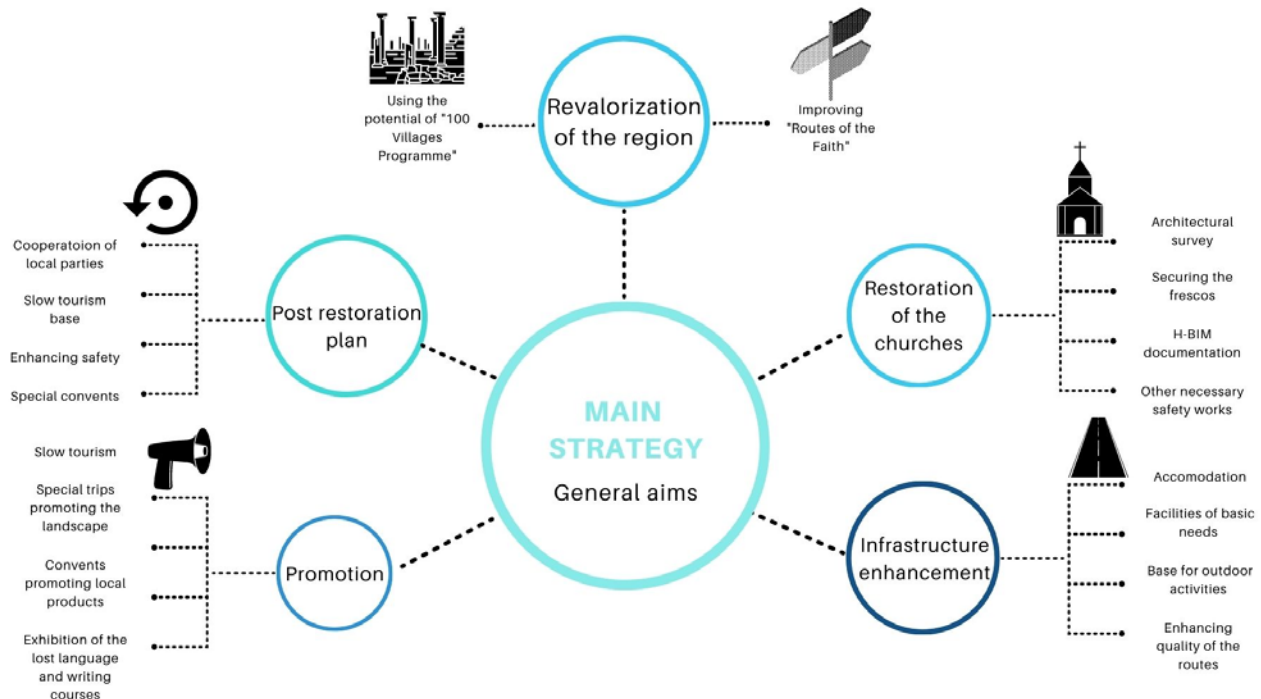 Using the
potential of "100
Villages
Programme"
Revalorization
of the region
Improving
"Routes of the
Faith"
Cooperatoion of
local parties
Slow tourism
base
Enhancing safety
Special convents
Post restoration
plan
Restoration
of the
churches
Architectural
survey
Securing the
frescos
H-BIM
documentation
Other necessary
safety works
MAIN
STRATEGY
General aims
Slow tourism
Special trips
promoting the
landscape
Convents
promoting local
products
Exhibition of the
lost language
and writing
courses
Promotion
Infrastructure
enhancement
Accomodation
Facilities of basic
needs
Base for outdoor
activities
Enhancing
quality of the
routes